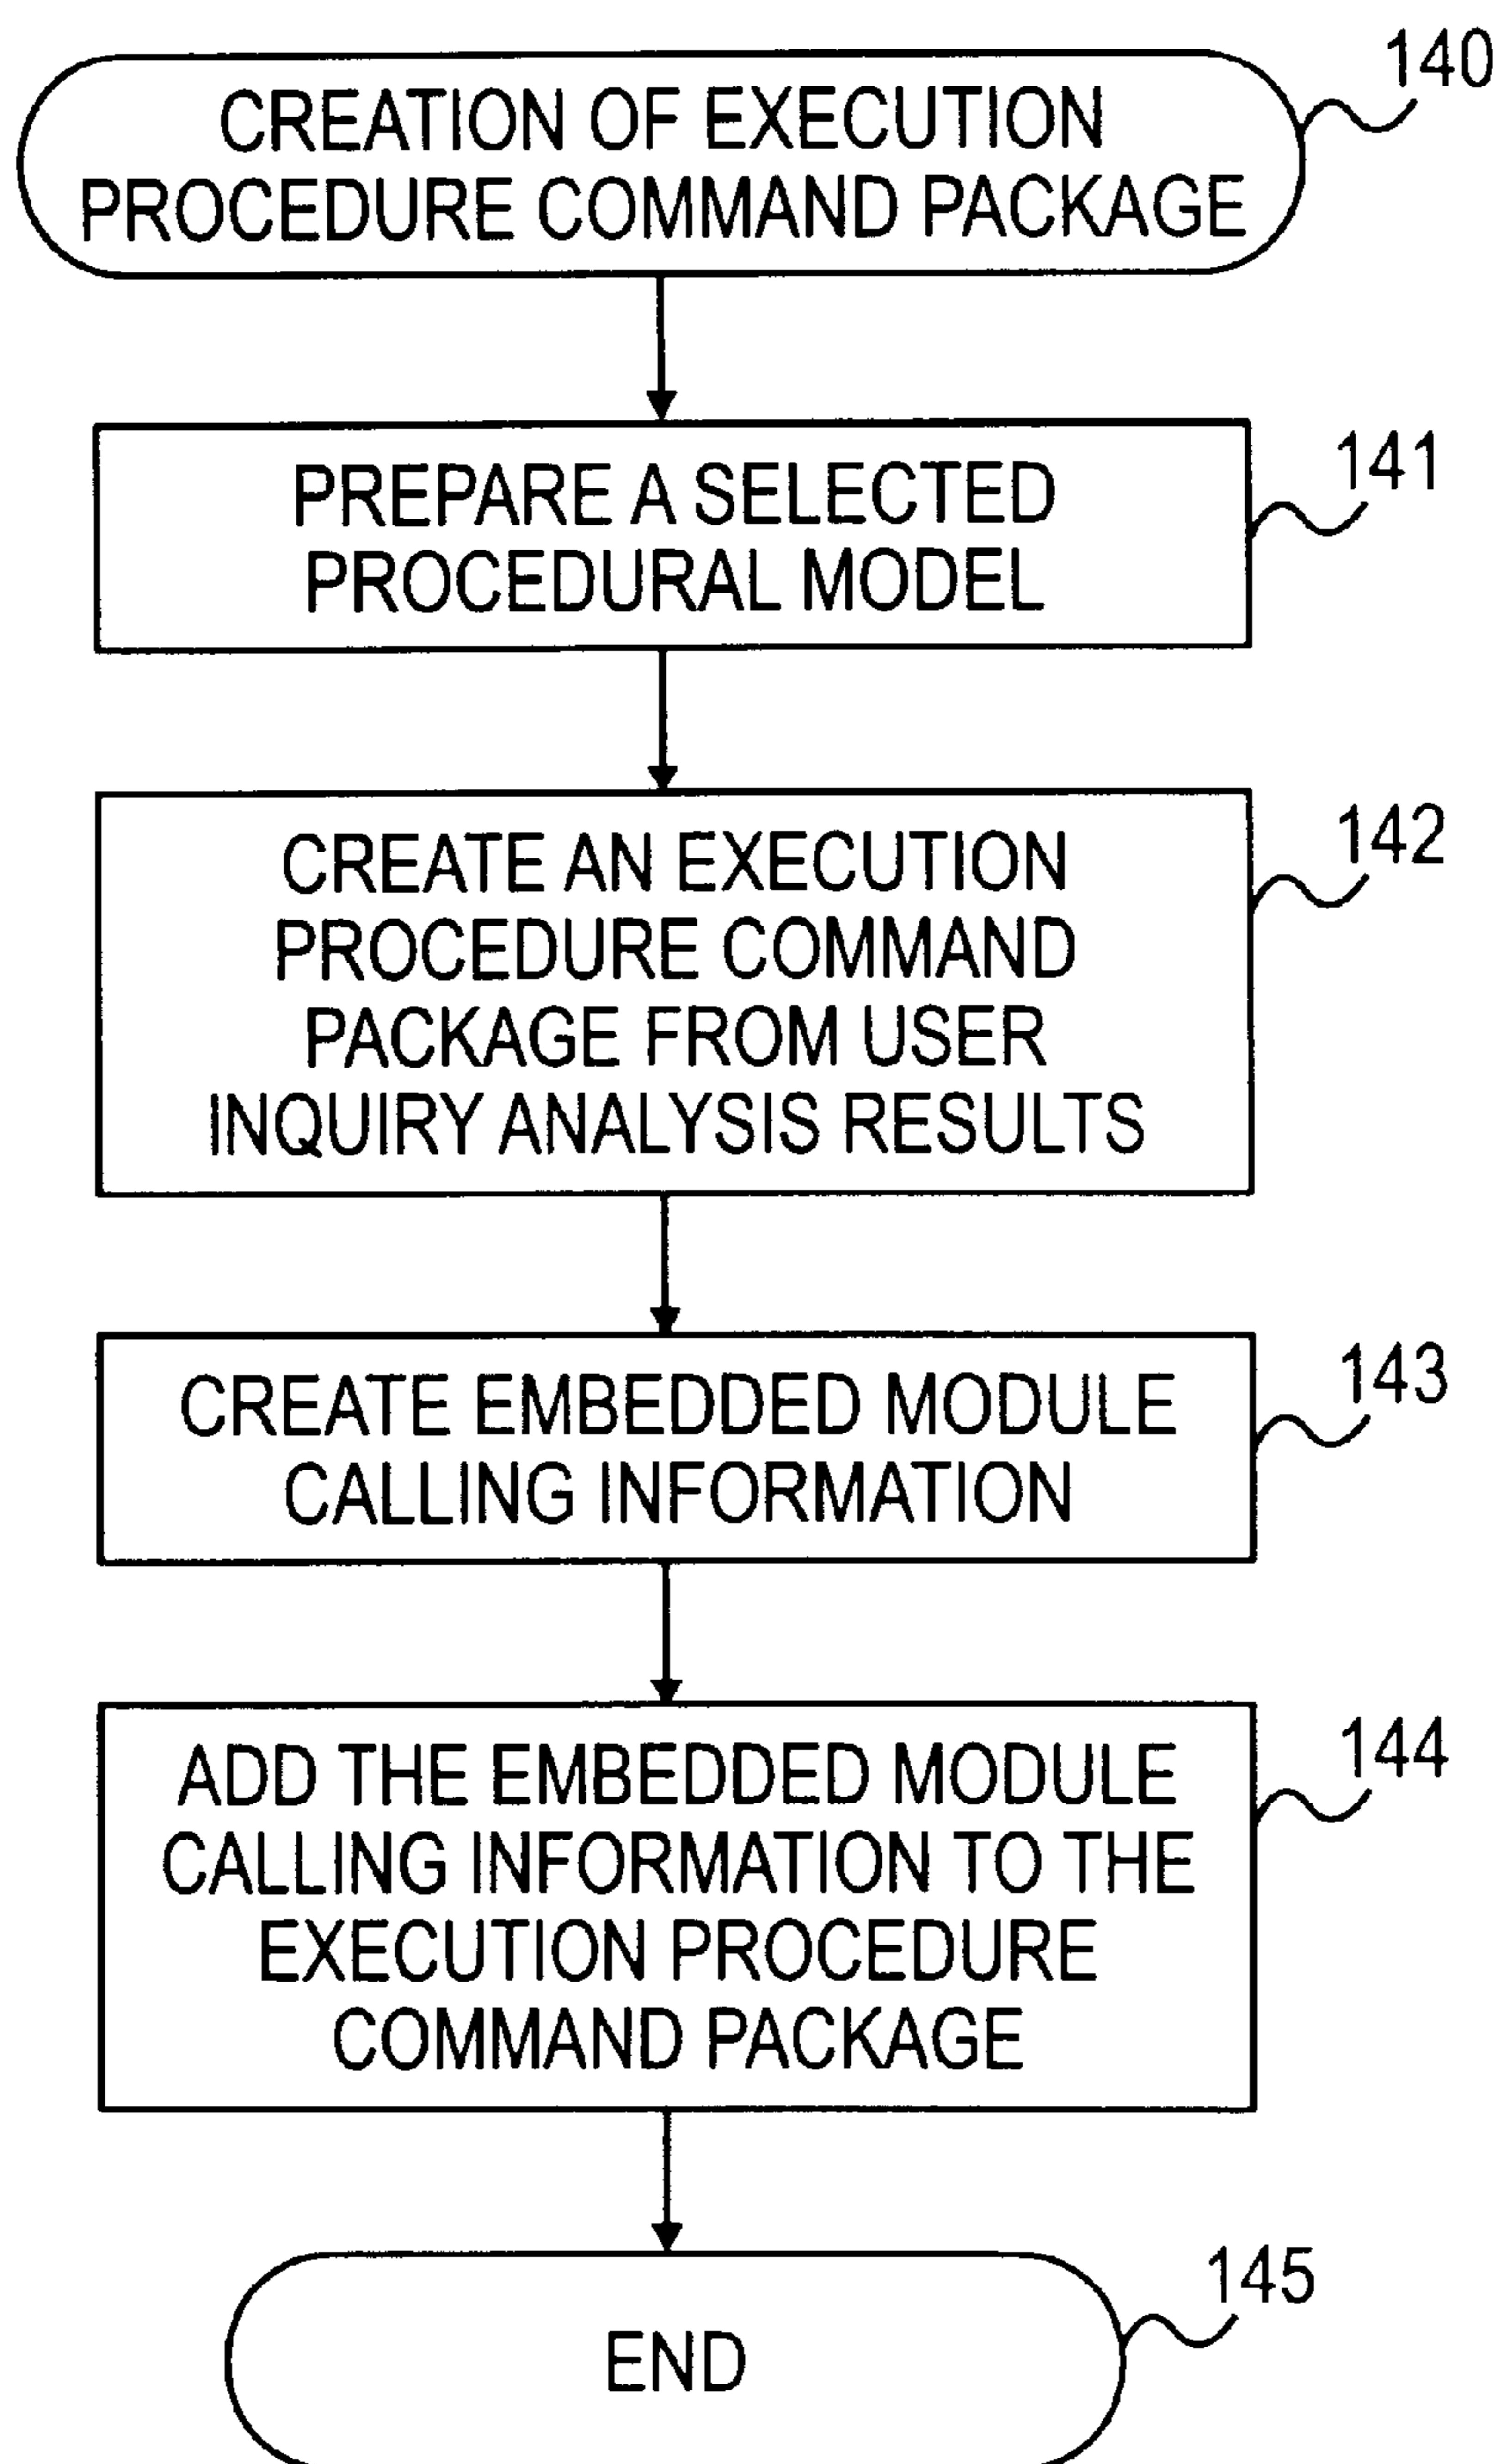 140
CREATION OF EXECUTION
PROCEDURE COMMAND PACKAGE
141
PREPARE A SELECTED
PROCEDURAL MODEL
142
CREATE AN EXECUTION
PROCEDURE COMMAND
PACKAGE FROM USER
INQUIRY ANALYSIS RESULTS
143
CREATE EMBEDDED MODULE
CALLING INFORMATION
144
ADD THE EMBEDDED MODULE
CALLING INFORMATION TO THE
EXECUTION PROCEDURE
COMMAND PACKAGE
145
END